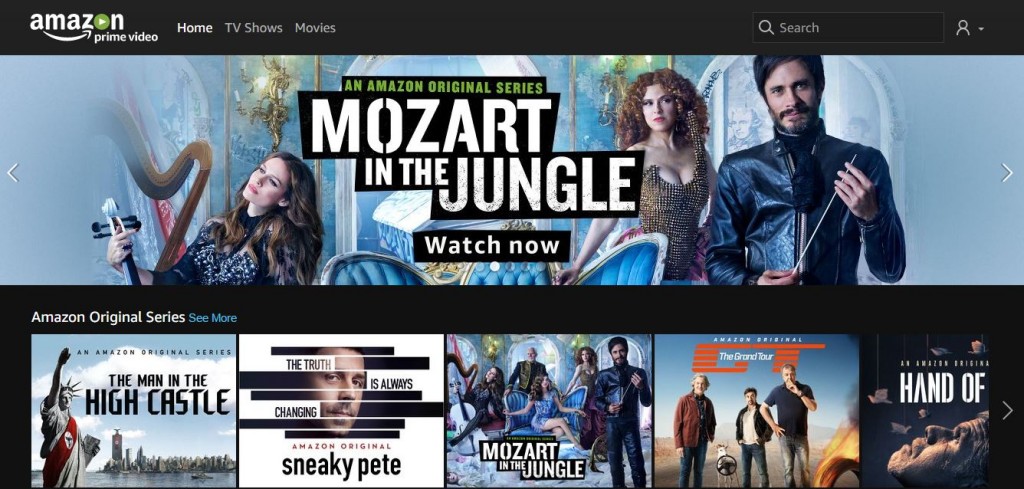 amazon
prime video
Home
TV Shows
Movies
Search
AN AMAZON ORIGINAL SERIES
MOZART
IN THE JUNGLE
Watch now
Amazon Original Series See More
AN AMAZON ORIGINAL SERIES
THE MAN IN THE
HIGH CASTLE
THE TRUTH
IS ALWAYS
CHANGING
AMAZON ORIGINAL
sneaky pete
AN AMAZON ORIGINAL SERIES
MOZART
IN THE JUNGLE
AMAZON ORIGINAL
GT
The Grand Tour
AN AMAZON ORIGINA
HAND OF